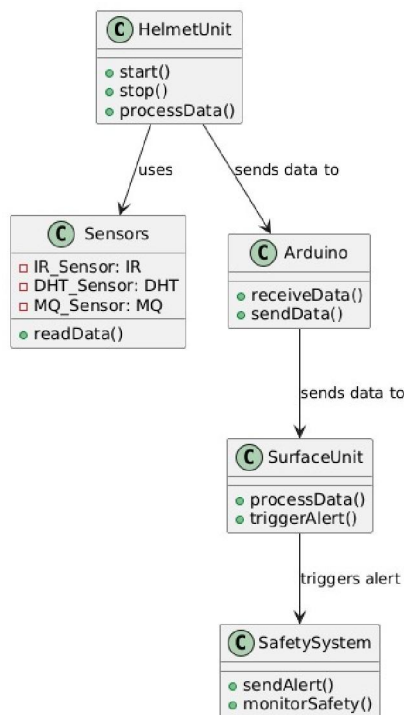 C HelmetUnit
start()
stop()
processData()
uses
sends data to
C Sensors
IR_Sensor: IR
DHT_Sensor: DHT
MQ_Sensor: MQ
readData()
C Arduino
receiveData()
sendData()
sends data to
C SurfaceUnit
processData()
triggerAlert()
triggers alert
C SafetySystem
sendAlert()
monitorSafety()